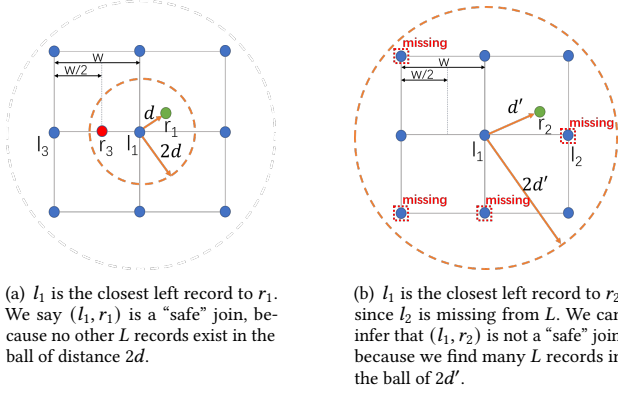 missing
W
W/2
d
r1
l3
r3
l1
2d
missing
W
W/2
d′
r2
missing
l1
l2
2d′
missing
missing
(a) l1 is the closest left record to r1.
We say (l1, r1) is a “safe” join, be-
cause no other L records exist in the
ball of distance 2d.
(b) l1 is the closest left record to r2
since l2 is missing from L. We can
infer that (l1, r2) is not a “safe” join
because we find many L records in
the ball of 2d′.